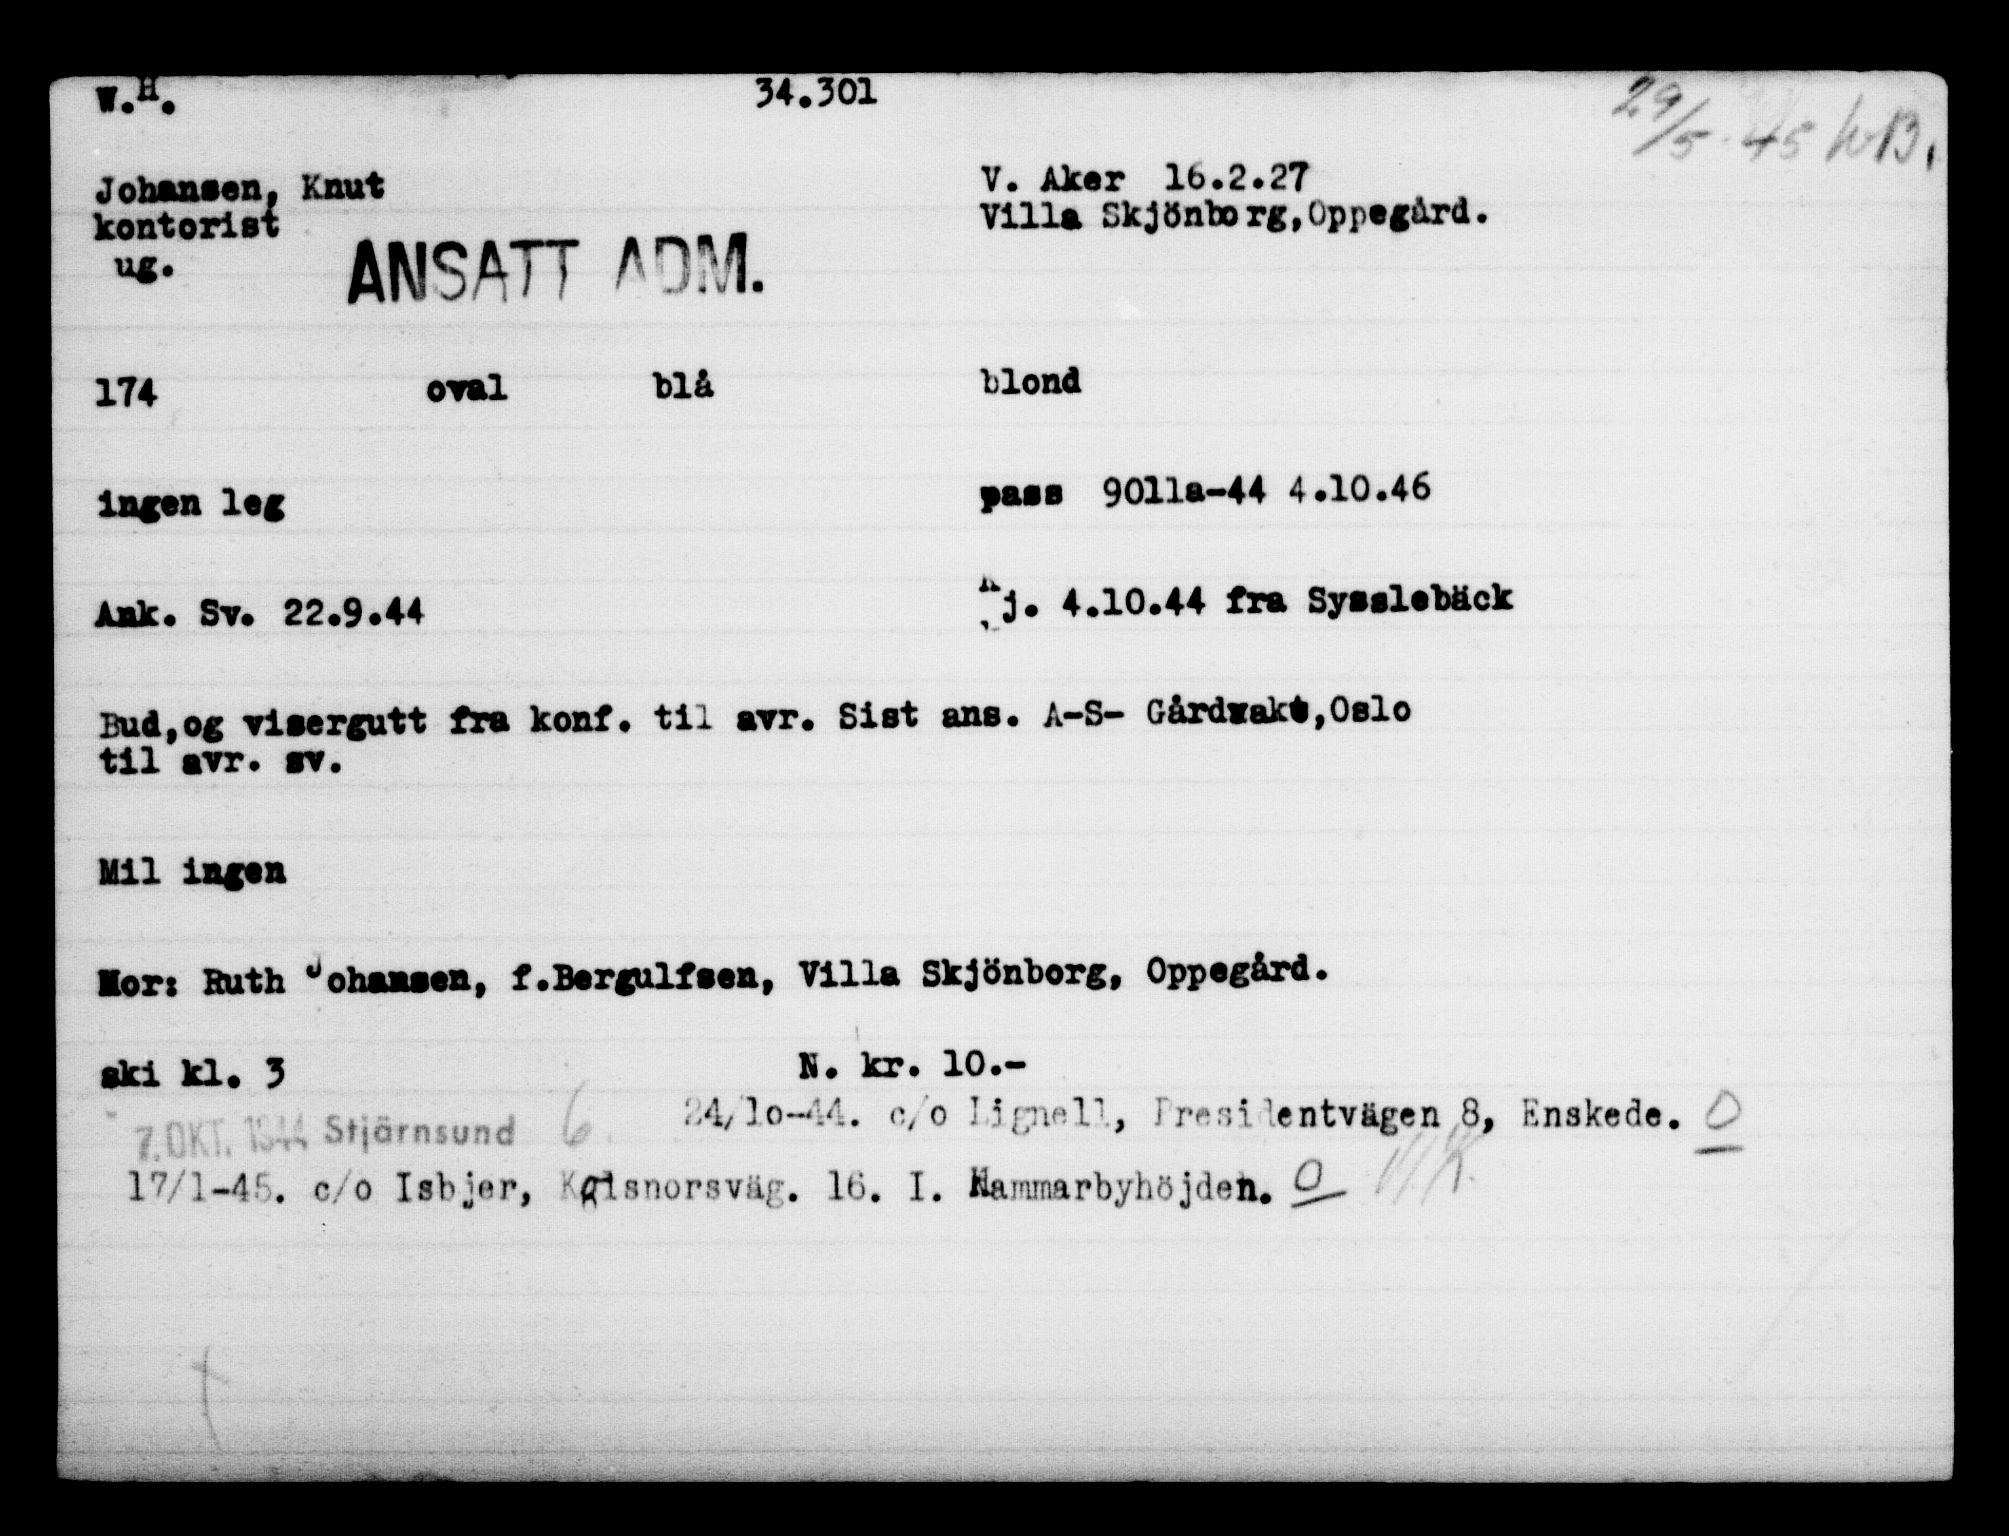 W.H. 34.301 29/5-45 WB.
Johansen, Knut V. Aker 16.2.27
kontorist Villa Skjönborg,Oppegård.
ug. ANSATT ADM.
174 oval blå blond
ingen leg pass 9011a-44 4.10.46
Ank. Sv. 22.9.44 Kj. 4.10.44 fra Sysslebäck
Bud,og visergutt fra konf. til avr. Sist ans. A-S- Gårdvakt,Oslo
til avr. sv.
Mil ingen
Mor: Ruth Johansen, f.Bergulfsen, Villa Skjönborg, Oppegård.
ski kl. 3 N. kr. 10.-
7. OKT. 1944 Stjärnsund 6. 24/10-44. c/o Lignell, Presidentvägen 8, Enskede. O
17/1-45. c/o Isbjer, Kolsnorsväg. 16. I. Hammarbyhöjden. O